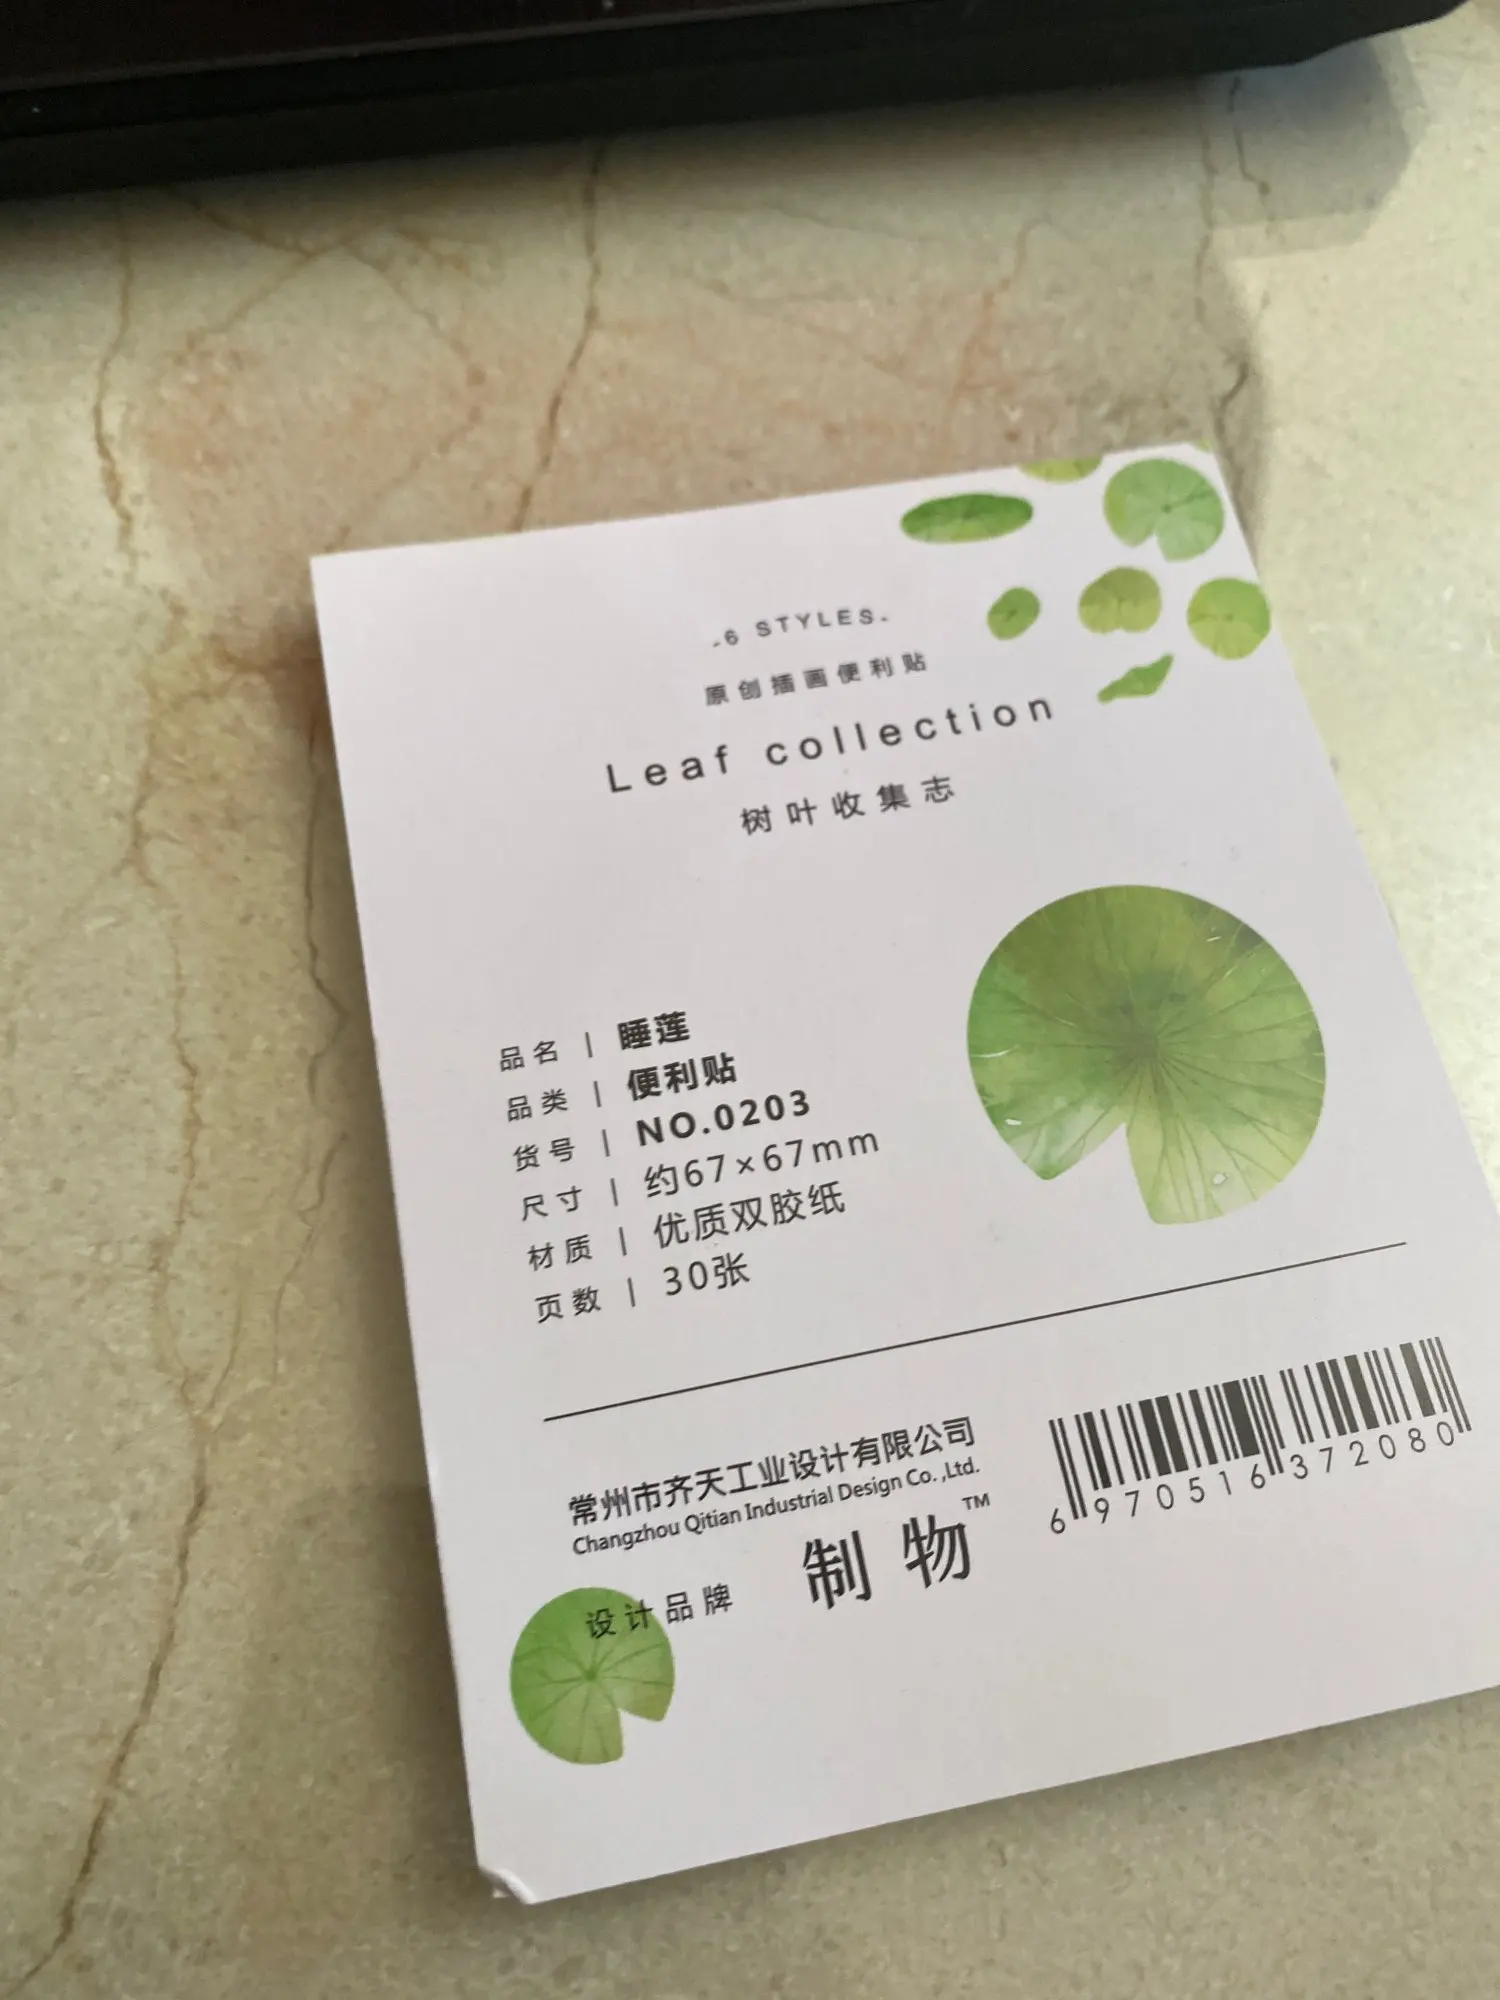 -6 STYLES-
原创插画便利贴
Leaf collection
树叶收集志
品名 | 睡莲
品类 | 便利贴
货号 | NO.0203
尺寸 | 约67×67mm
材质 | 优质双胶纸
页数 | 30张
常州市齐天工业设计有限公司
Changzhou Qitian Industrial Design Co.,Ltd.
设计品牌 制物™
6970516372080